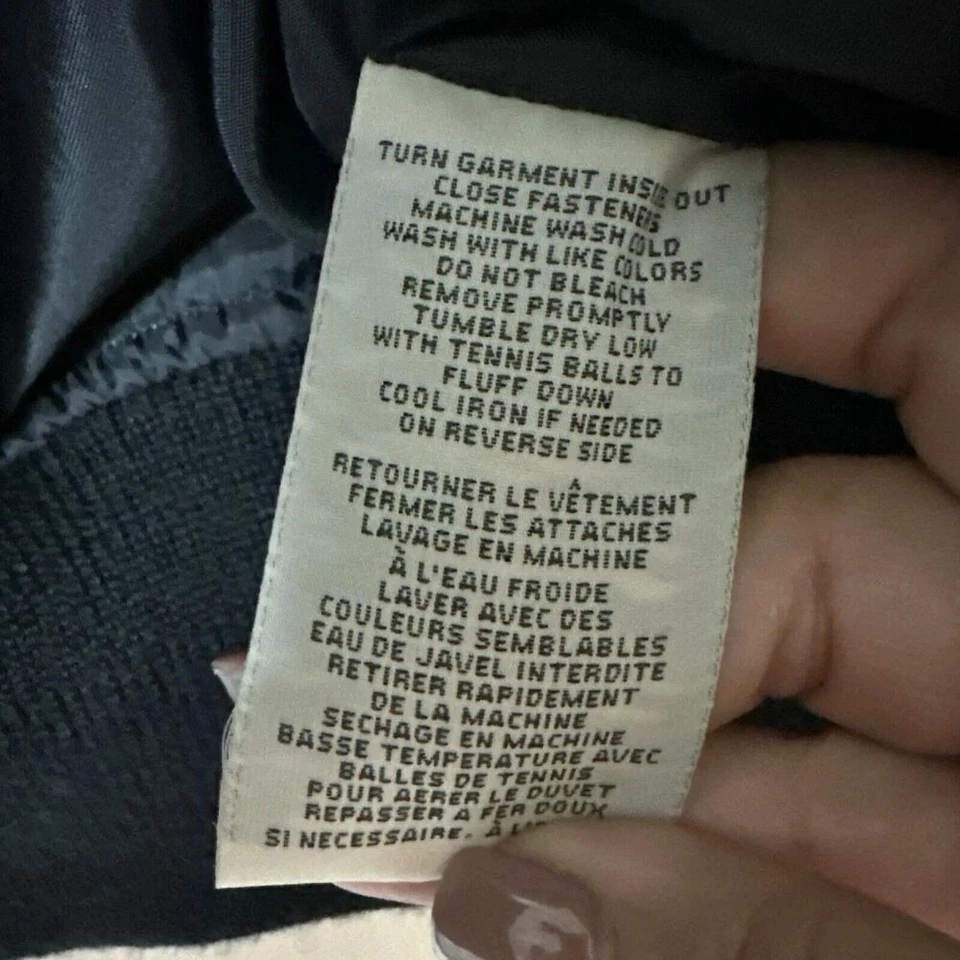 TURN GARMENT INSIDE OUT
CLOSE FASTENERS
MACHINE WASH COLD
WASH WITH LIKE COLORS
DO NOT BLEACH
REMOVE PROMPTLY
TUMBLE DRY LOW
WITH TENNIS BALLS TO
FLUFF DOWN
COOL IRON IF NEEDED
ON REVERSE SIDE
RETOURNER LE VÊTEMENT
FERMER LES ATTACHES
LAVAGE EN MACHINE
À L'EAU FROIDE
LAVER AVEC DES
COULEURS SEMBLABLES
EAU DE JAVEL INTERDITE
RETIRER RAPIDEMENT
DE LA MACHINE
SECHAGE EN MACHINE
BASSE TEMPERATURE AVEC
BALLES DE TENNIS
POUR AERER LE DUVET
REPASSER A FER DOUX
SI NECESSAIRE, À